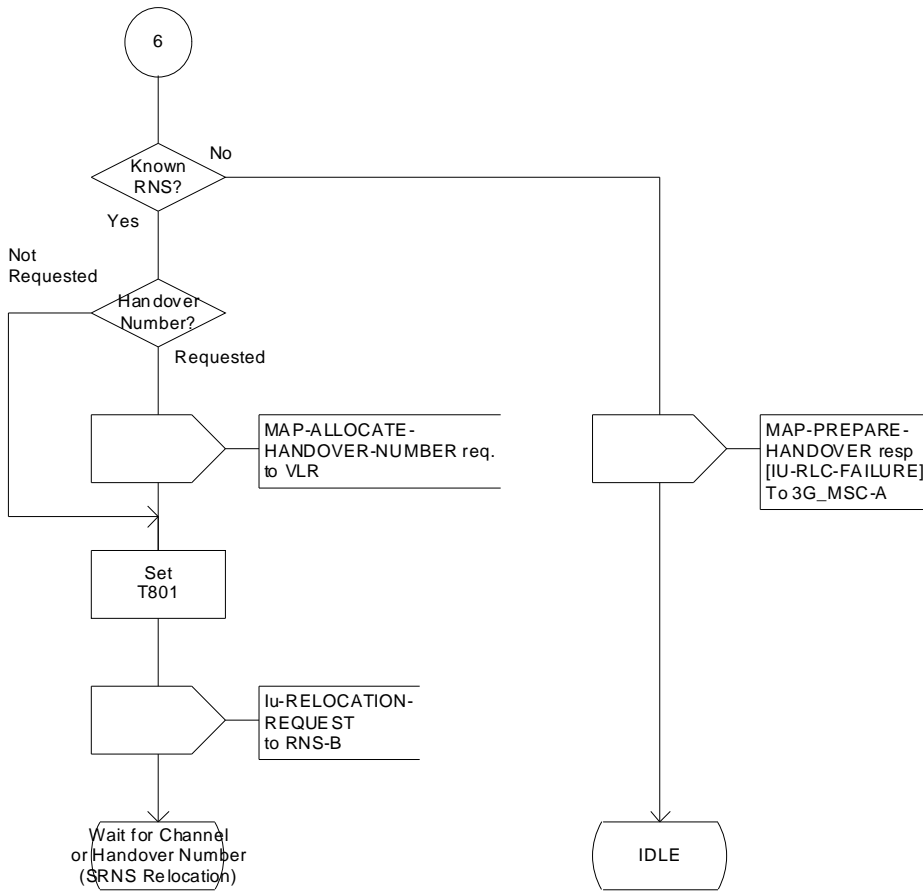 6
Known
RNS?
No
Yes
Not
Requested
Handover
Number?
Requested
MAP-ALLOCATE-
HANDOVER-NUMBER req.
to VLR
MAP-PREPARE-
HANDOVER resp
[IU-RLC-FAILURE]
To 3G_MSC-A
Set
T801
Iu-RELOCATION-
REQUEST
to RNS-B
Wait for Channel
or Handover Number
(SRNS Relocation)
IDLE